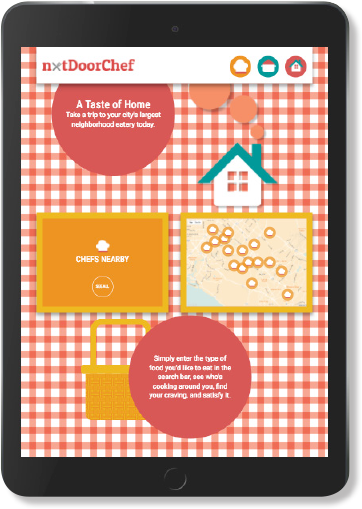 nxtDoorChef
A Taste of Home
Take a trip to your city's largest
neighborhood eatery today.
CHEFS NEARBY
Simply enter the type of
food you'd like to eat in the
search bar, see who's
cooking around you, find
your craving, and satisfy it.